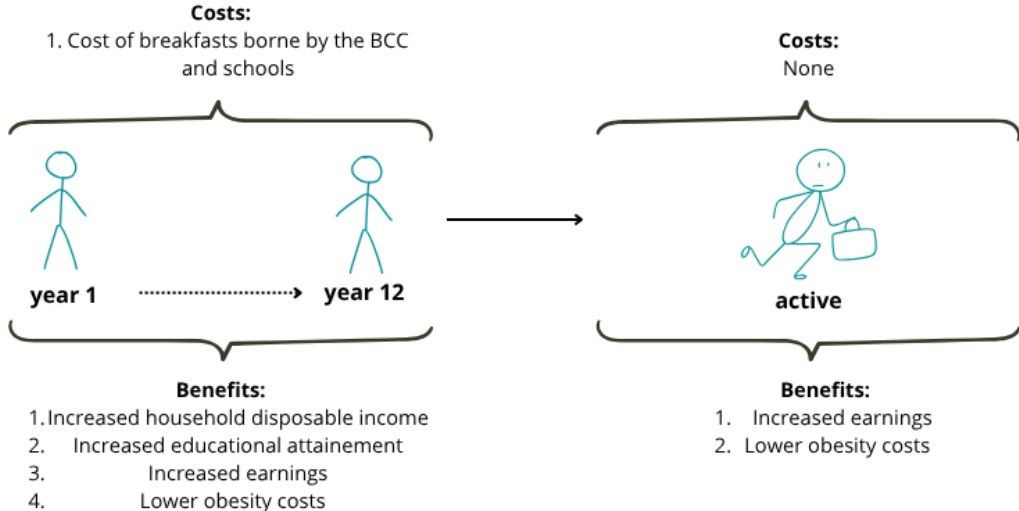 Costs:
1. Cost of breakfasts borne by the BCC
and schools
year 1
year 12
Benefits:
1. Increased household disposable income
2. Increased educational attainement
3. Increased earnings
4. Lower obesity costs
Costs:
None
active
Benefits:
1. Increased earnings
2. Lower obesity costs